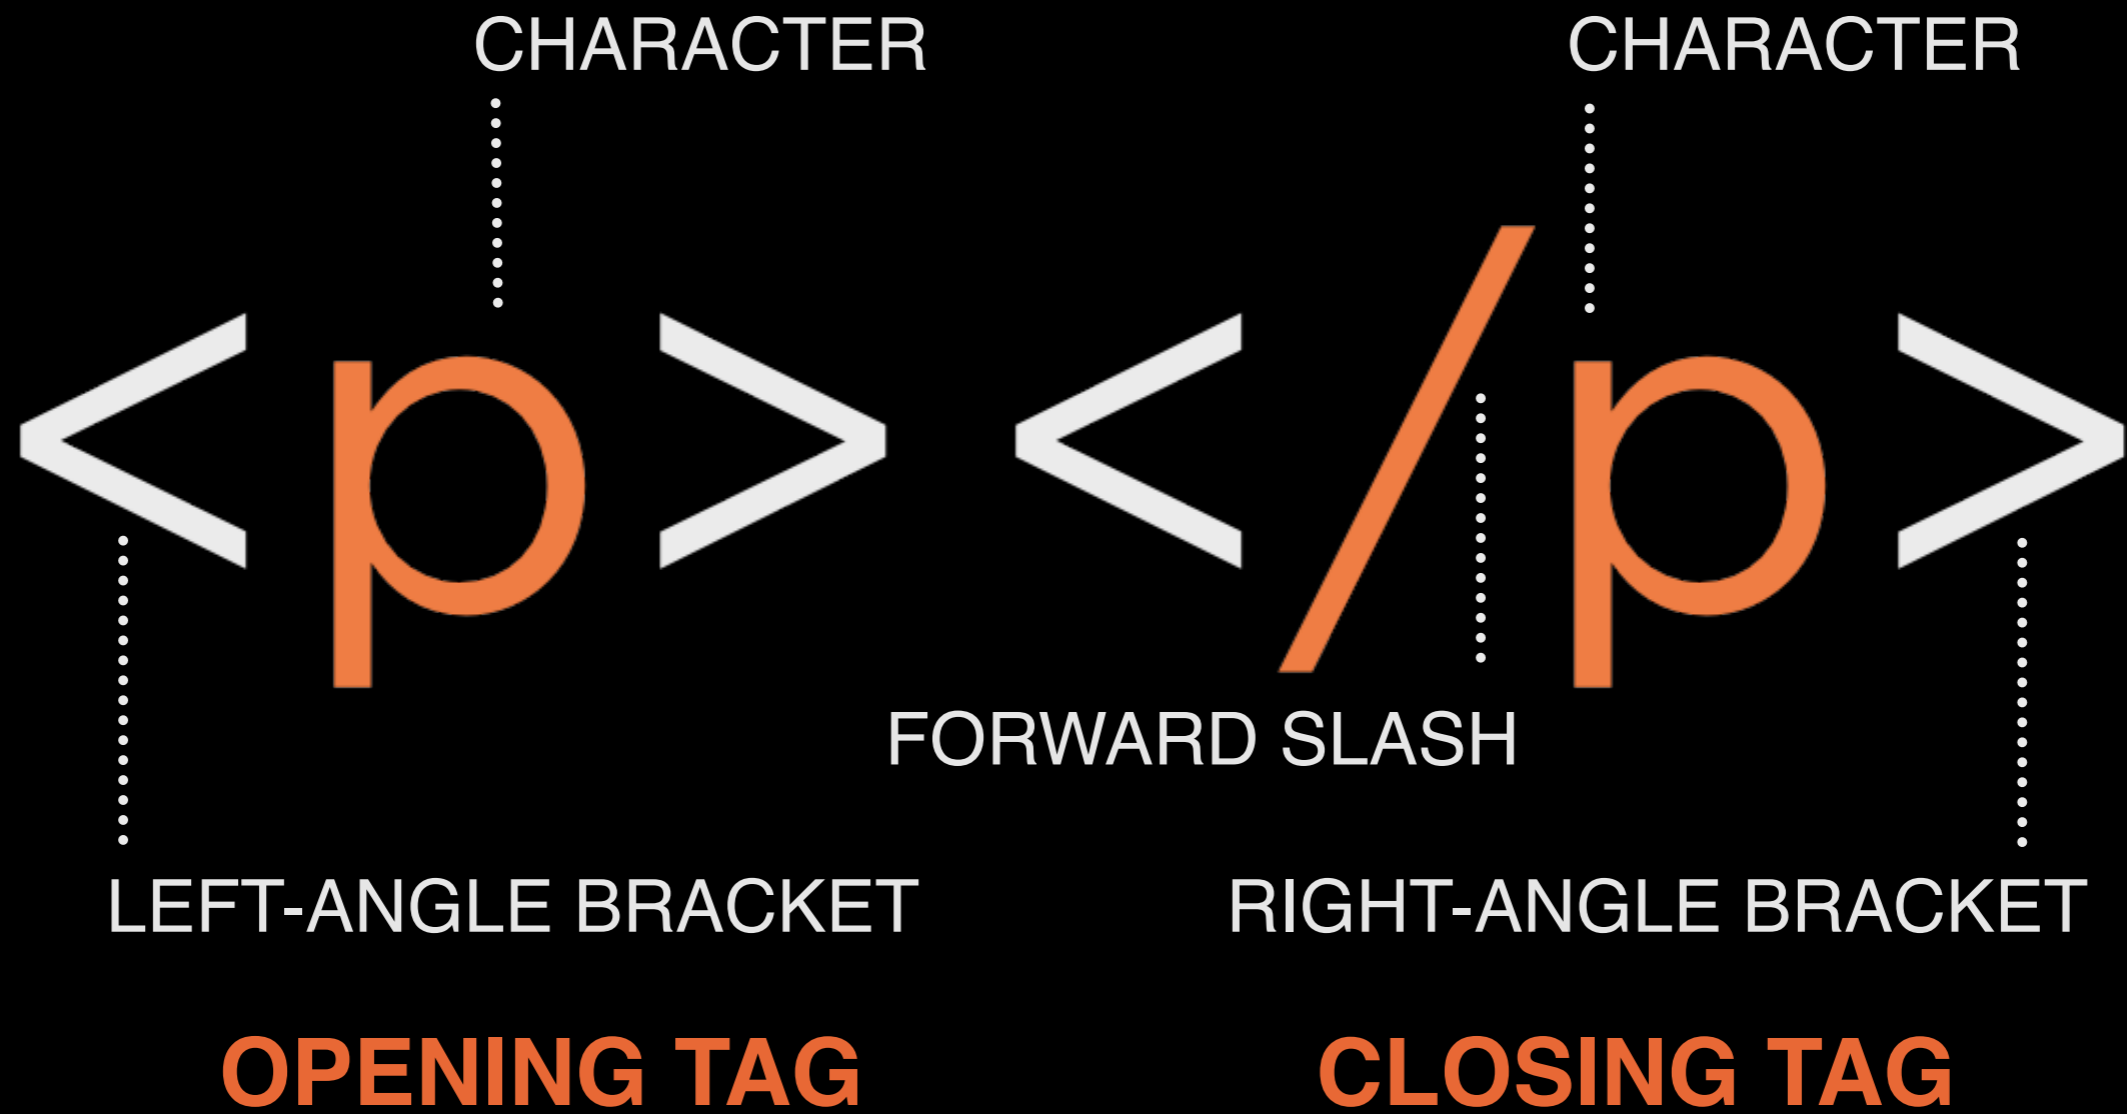 CHARACTER CHARACTER
<p> </p>
FORWARD SLASH
LEFT-ANGLE BRACKET RIGHT-ANGLE BRACKET
OPENING TAG CLOSING TAG